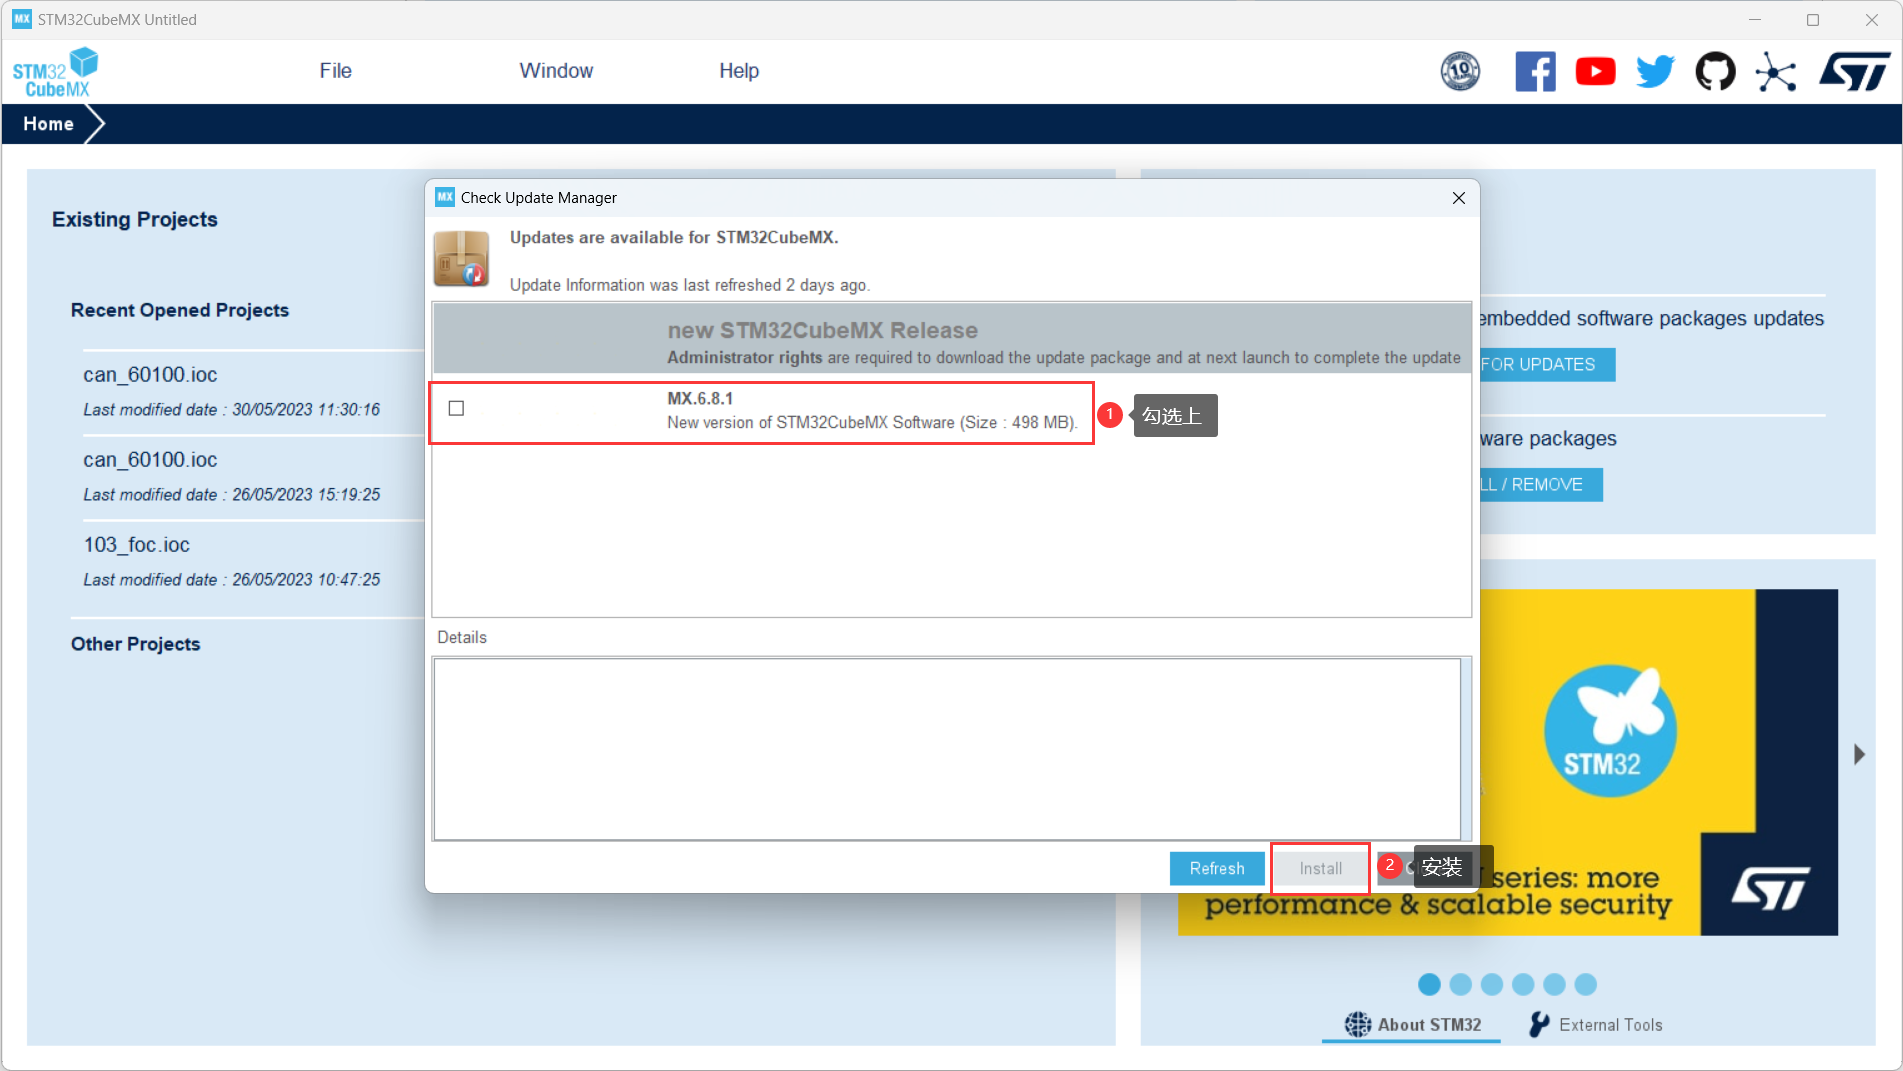 MX STM32CubeMX Untitled
STM32
CubeMX
File
Window
Help
10
Home
Existing Projects
Recent Opened Projects
can_60100.ioc
Last modified date : 30/05/2023 11:30:16
can_60100.ioc
Last modified date : 26/05/2023 15:19:25
103_foc.ioc
Last modified date : 26/05/2023 10:47:25
Other Projects
MX Check Update Manager
Updates are available for STM32CubeMX.
Update Information was last refreshed 2 days ago.
new STM32CubeMX Release
Administrator rights are required to download the update package and at next launch to complete the update
MX.6.8.1
New version of STM32CubeMX Software (Size : 498 MB).
1 勾选上
Details
Refresh
Install
2 安装
embedded software packages updates
FOR UPDATES
ware packages
LL / REMOVE
STM32
series: more
performance & scalable security
ST
About STM32
External Tools